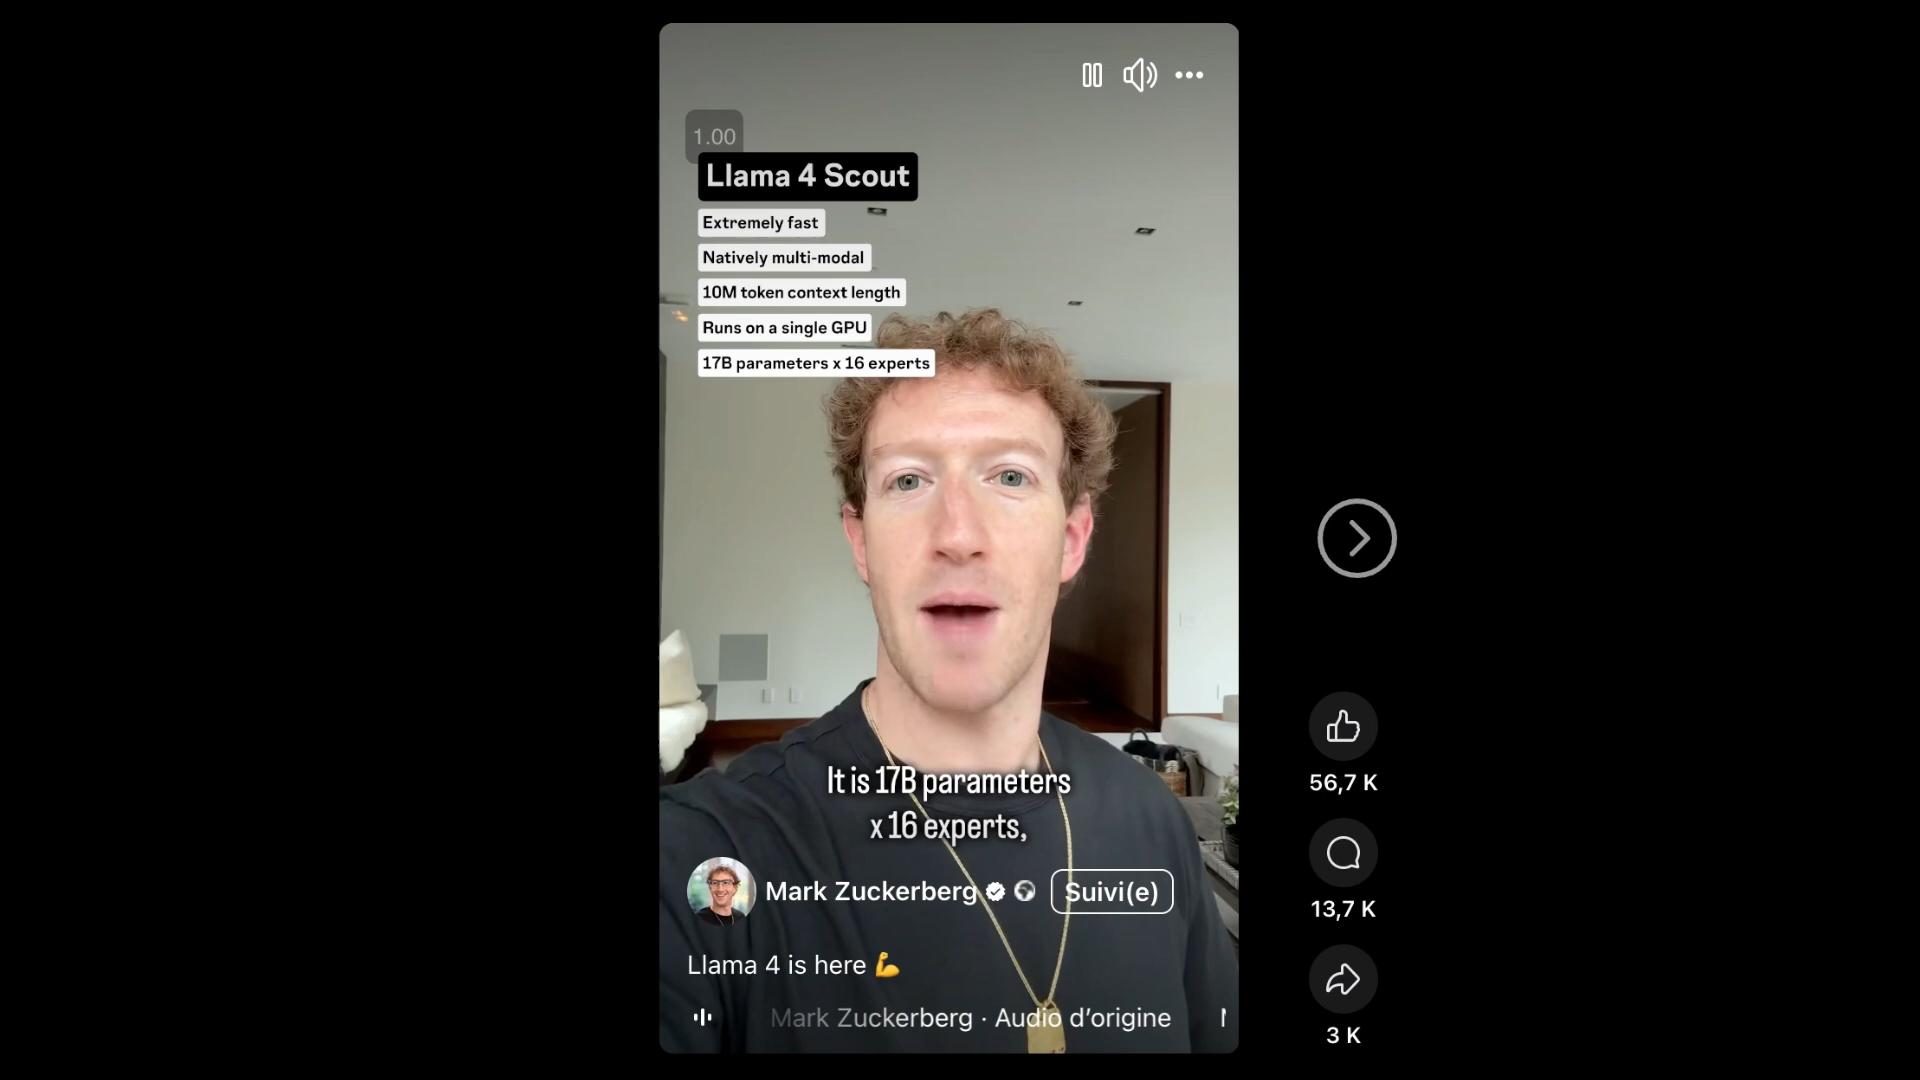 1.00
Llama 4 Scout
Extremely fast
Natively multi-modal
10M token context length
Runs on a single GPU
17B parameters x 16 experts
It is 17B parameters
x 16 experts,
Mark Zuckerberg
Suivi(e)
Llama 4 is here 💪
Mark Zuckerberg · Audio d’origine
56,7 K
13,7 K
3 K